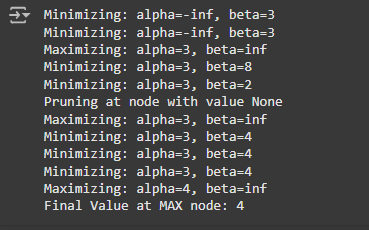 Minimizing: alpha=-inf, beta=3
Minimizing: alpha=-inf, beta=3
Maximizing: alpha=3, beta=inf
Minimizing: alpha=3, beta=8
Minimizing: alpha=3, beta=2
Pruning at node with value None
Maximizing: alpha=3, beta=inf
Minimizing: alpha=3, beta=4
Minimizing: alpha=3, beta=4
Minimizing: alpha=3, beta=4
Maximizing: alpha=4, beta=inf
Final Value at MAX node: 4